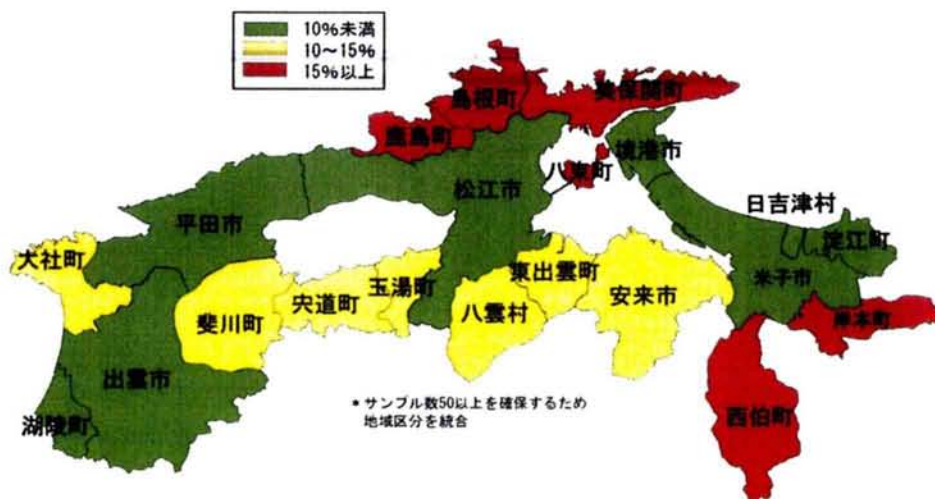 10%未満
10～15%
15%以上
島根町
美保関町
鹿島町
八束町
境港市
松江市
日吉津村
平田市
淀江町
大社町
東出雲町
米子市
玉湯町
安来市
宍道町
斐川町
八雲村
岸本町
出雲市
* サンプル数50以上を確保するため
地域区分を統合
湖陵町
西伯町